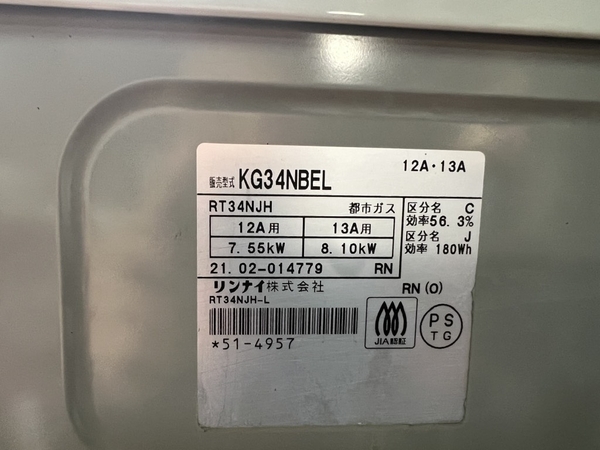 販売型式 KG34NBEL 12A・13A
RT34NJH 都市ガス
12A用 13A用
7.55kW 8.10kW
区分名 C
効率56.3%
区分名 J
効率 180Wh
21.02-014779 RN
リンナイ株式会社 RN(0)
RT34NJH-L
*51-4957
JIA認証
PS
TG